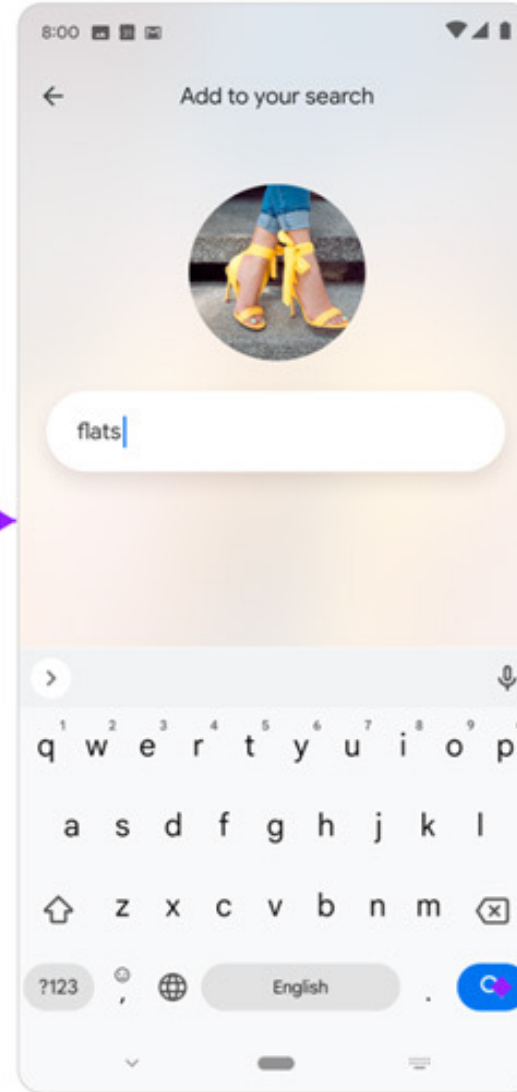 8:00
Add to your search
flats
1 2 3 4 5 6 7 8 9
q w e r t y u i o p
a s d f g h j k l
z x c v b n m
?123 , English .